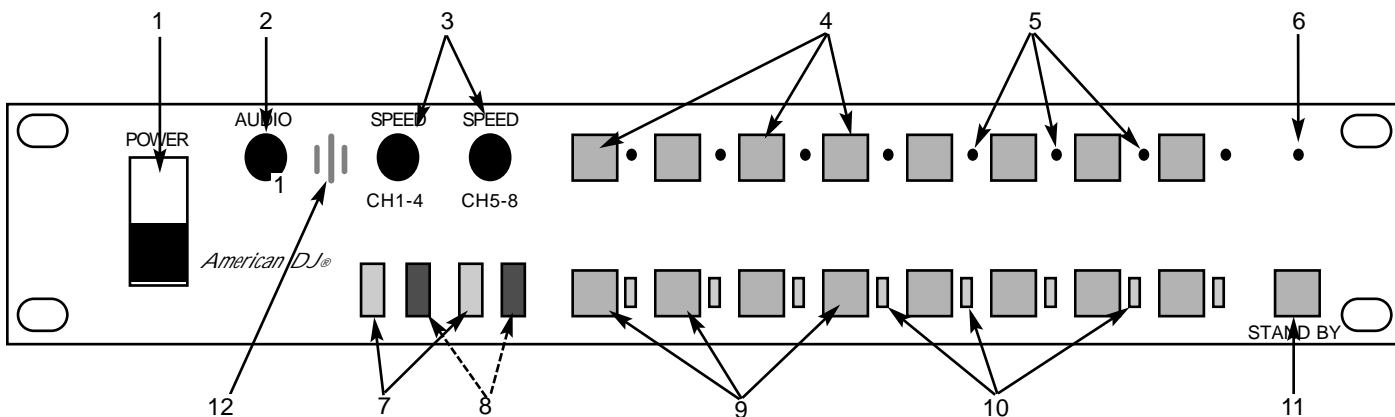 1 2 3 4 5 6
POWER AUDIO SPEED SPEED
1
CH1-4 CH5-8
American DJ®
STAND BY
12 7 8 9 10 11